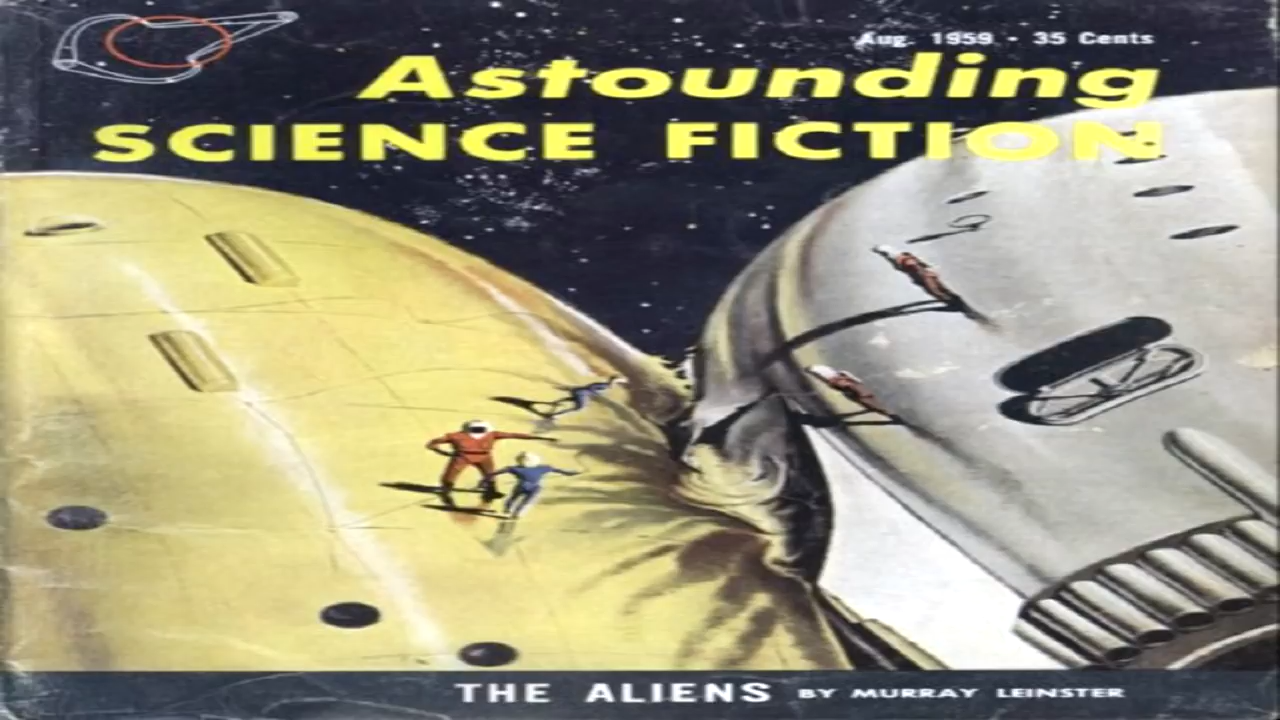 Aug. 1959 • 35 Cents
Astounding
SCIENCE FICTION
THE ALIENS BY MURRAY LEINSTER